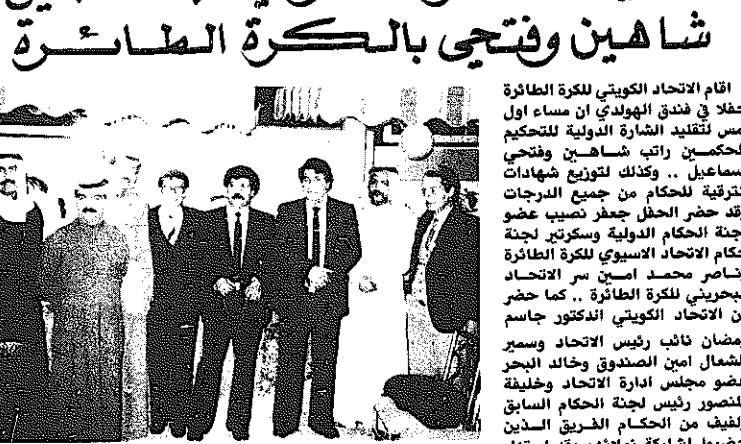 شاهين وفتحي بالكرة الطائرة
اقام الاتحاد الكويتي للكرة الطائرة
حفلا في فندق الهولدي ان مساء اول
مس لتقليد الشارة الدولية للتحكيم
لحكمين راتب شاهين وفتحي
سماعيل .. وكذلك لتوزيع شهادات
لترقية للحكام من جميع الدرجات
قد حضر الحفل جعفر نصيب عضو
جنة الحكام الدولية وسكرتير لجنة
حكام الاتحاد الاسيوي للكرة الطائرة
ناصر محمد امين سر الاتحاد
لبحريني للكرة الطائرة .. كما حضر
ن الاتحاد الكويتي الدكتور جاسم
مضان نائب رئيس الاتحاد وسمير
لشعال امين الصندوق وخالد البحر
ضو مجلس ادارة الاتحاد وخليفة
لمنصور رئيس لجنة الحكام السابق
لفيف من الحكام الفريق الذين